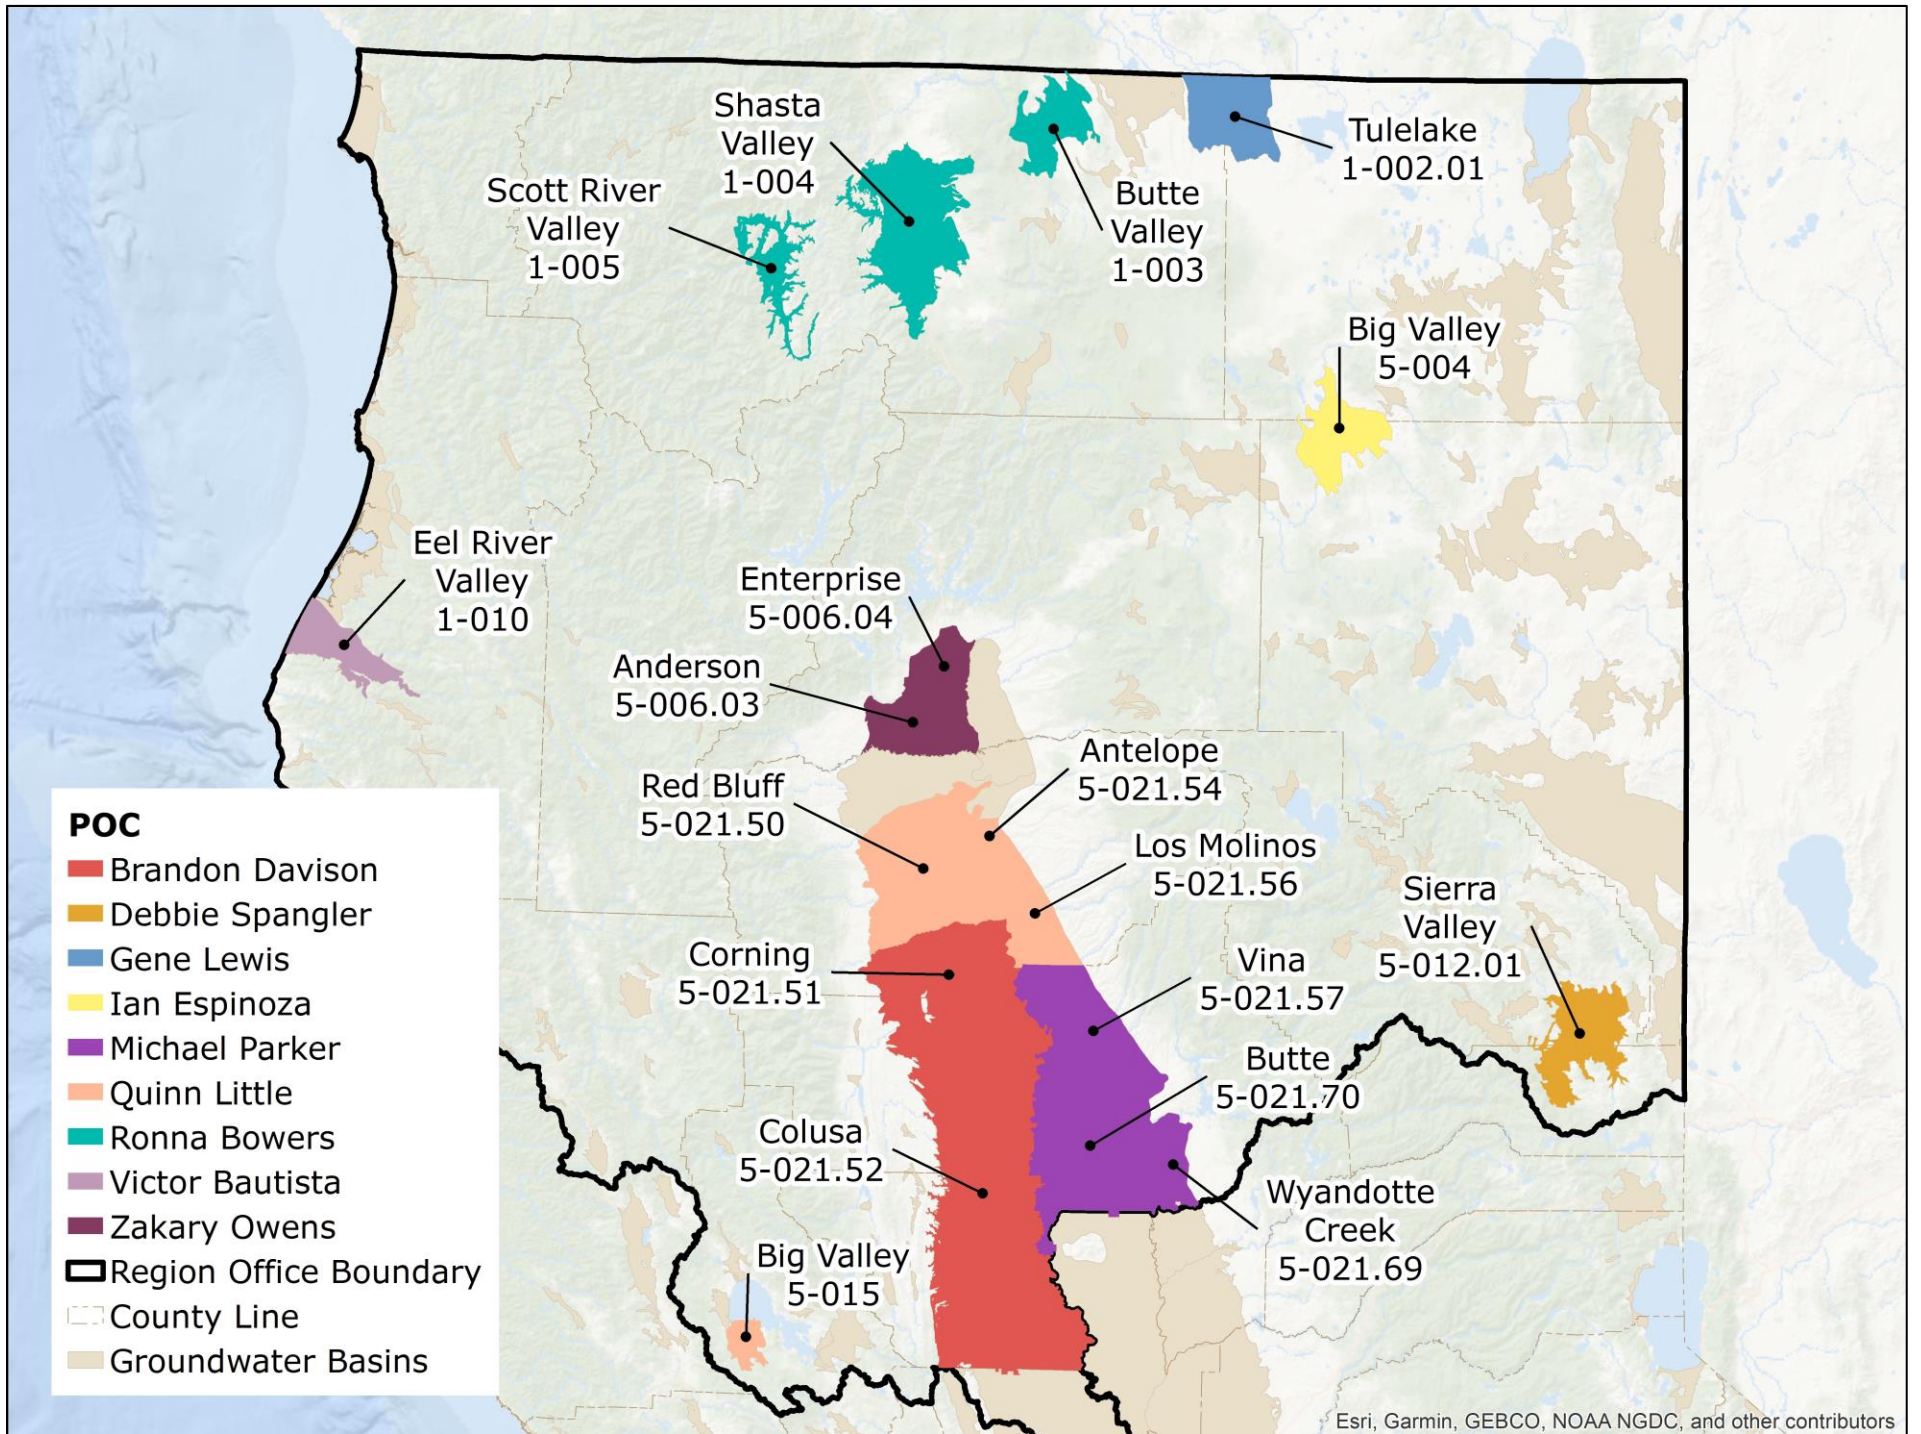 Shasta
Valley
1-004
Scott River
Valley
1-005
Butte
Valley
1-003
Tulelake
1-002.01
Big Valley
5-004
Eel River
Valley
1-010
Enterprise
5-006.04
Anderson
5-006.03
Red Bluff
5-021.50
Antelope
5-021.54
Los Molinos
5-021.56
Sierra
Valley
5-012.01
Corning
5-021.51
Vina
5-021.57
Butte
5-021.70
Colusa
5-021.52
Wyandotte
Creek
5-021.69
Big Valley
5-015
POC
Brandon Davison
Debbie Spangler
Gene Lewis
Ian Espinoza
Michael Parker
Quinn Little
Ronna Bowers
Victor Bautista
Zakary Owens
Region Office Boundary
County Line
Groundwater Basins
Esri, Garmin, GEBCO, NOAA NGDC, and other contributors